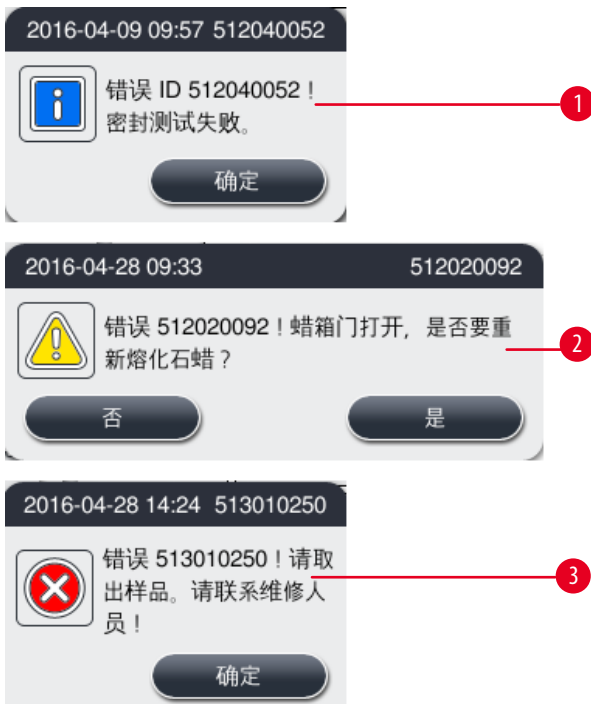 2016-04-09 09:57 512040052
错误 ID 512040052！
密封测试失败。
1
确定
2016-04-28 09:33 512020092
错误 512020092！蜡箱门打开，是否要重
新熔化石蜡？
2
否 是
2016-04-28 14:24 513010250
错误 513010250！请取
出样品。请联系维修人
员！
3
确定